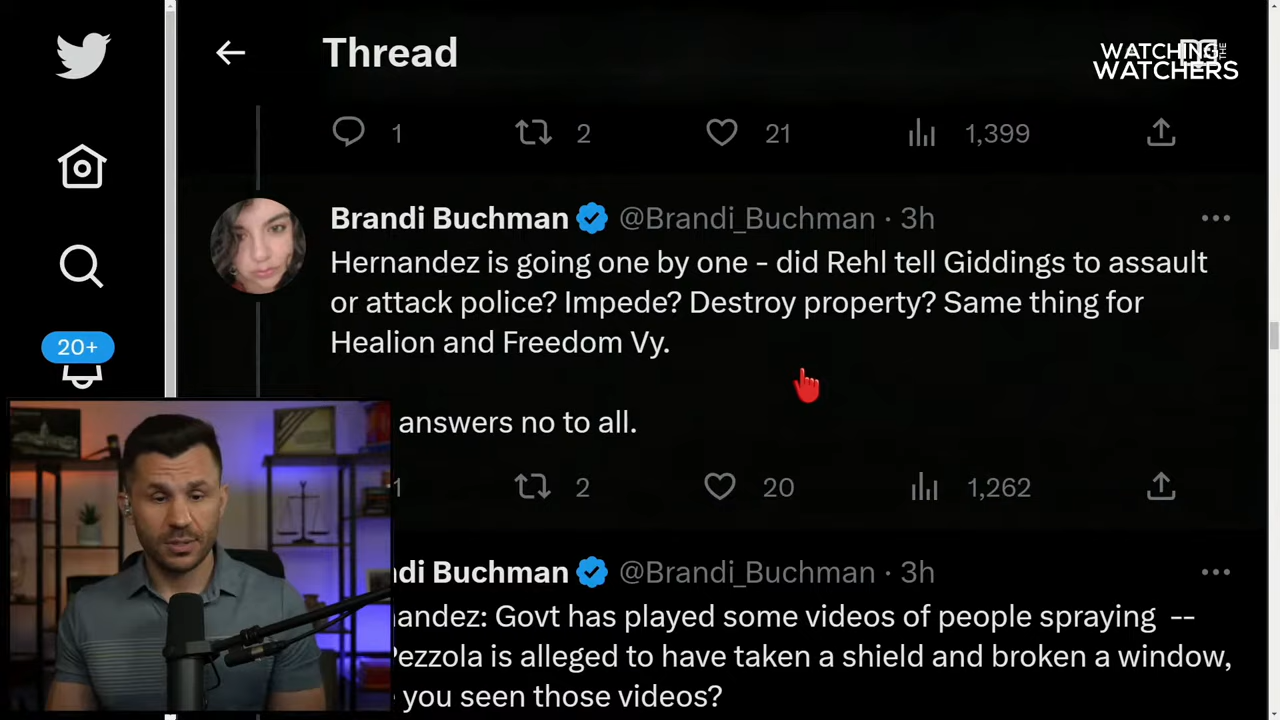 Thread
WATCHING THE
WATCHERS
1 2 21 1,399
Brandi Buchman @Brandi_Buchman · 3h
Hernandez is going one by one - did Rehl tell Giddings to assault
or attack police? Impede? Destroy property? Same thing for
Healion and Freedom Vy.
20+
answers no to all.
1 2 20 1,262
ndi Buchman @Brandi_Buchman · 3h
nandez: Govt has played some videos of people spraying --
Pezzola is alleged to have taken a shield and broken a window,
you seen those videos?